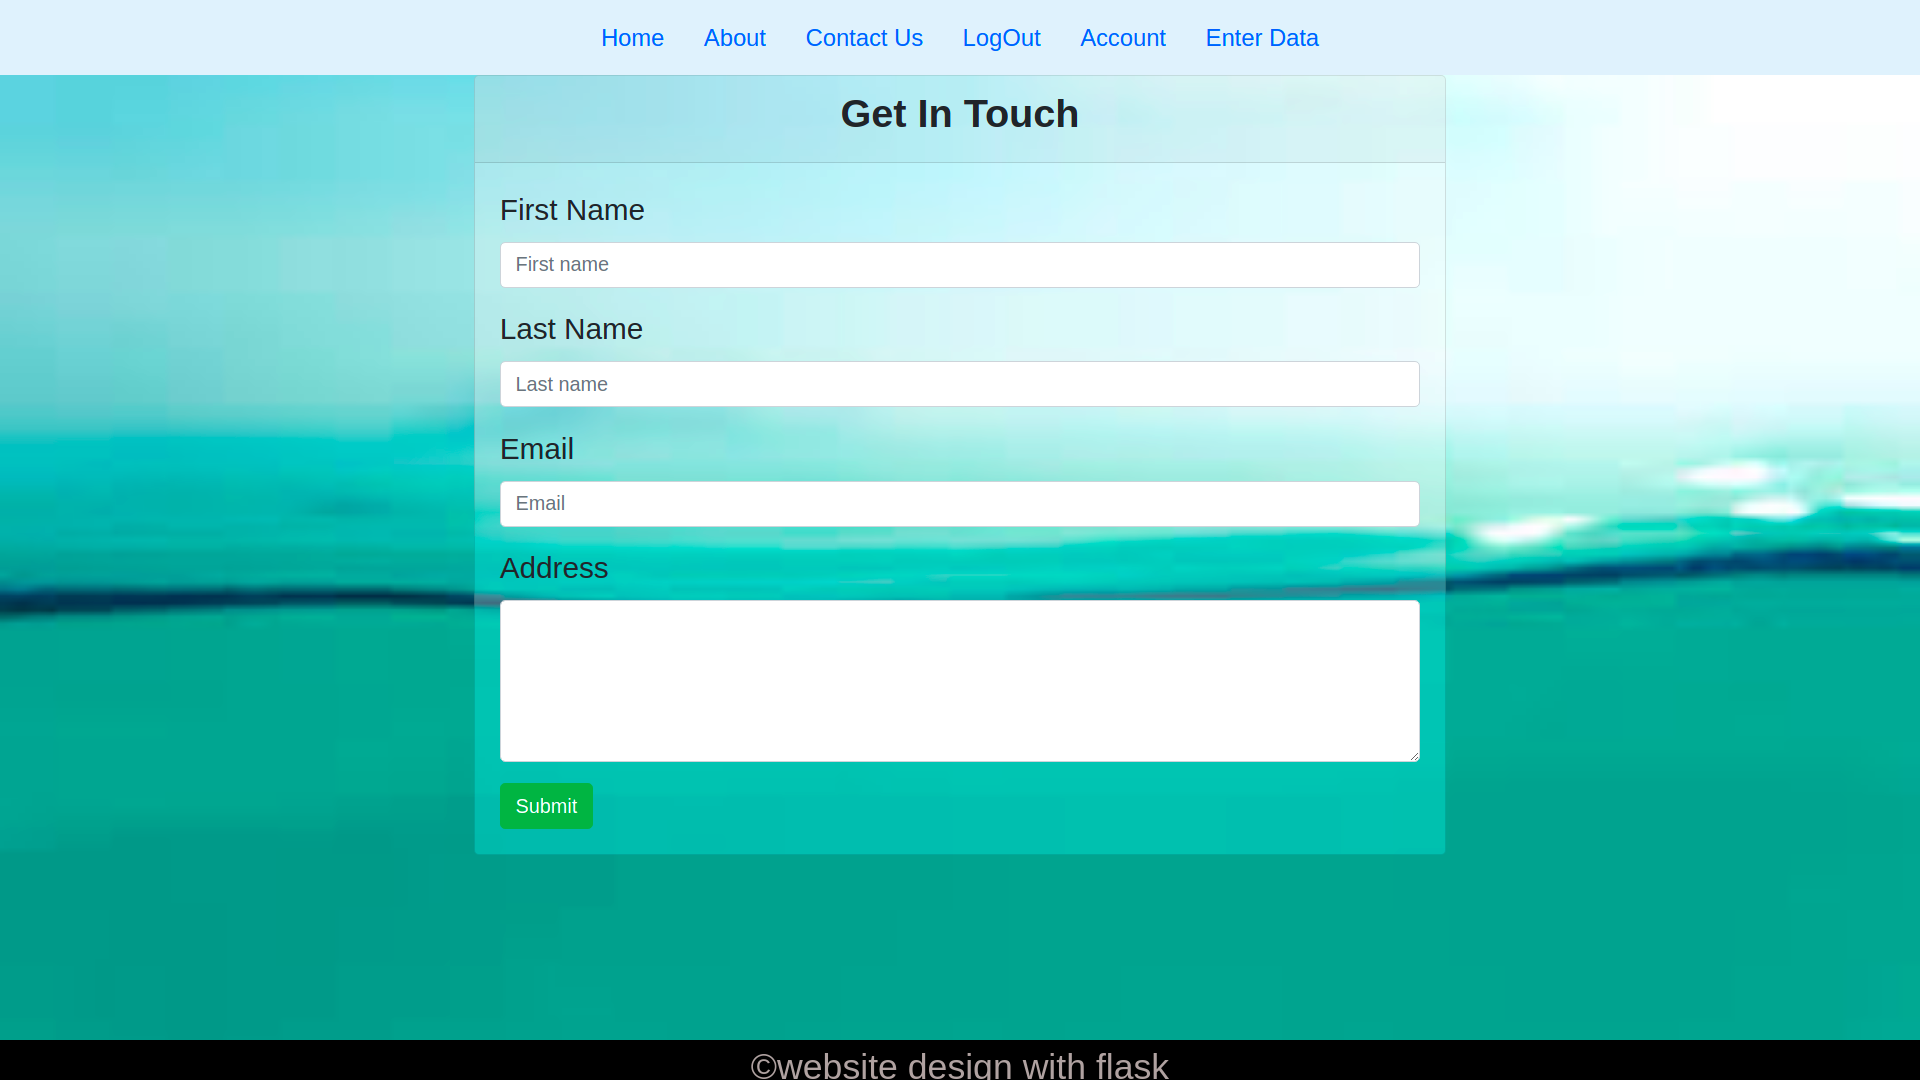 Home About Contact Us LogOut Account Enter Data
Get In Touch
First Name
First name
Last Name
Last name
Email
Email
Address
Submit
©website design with flask